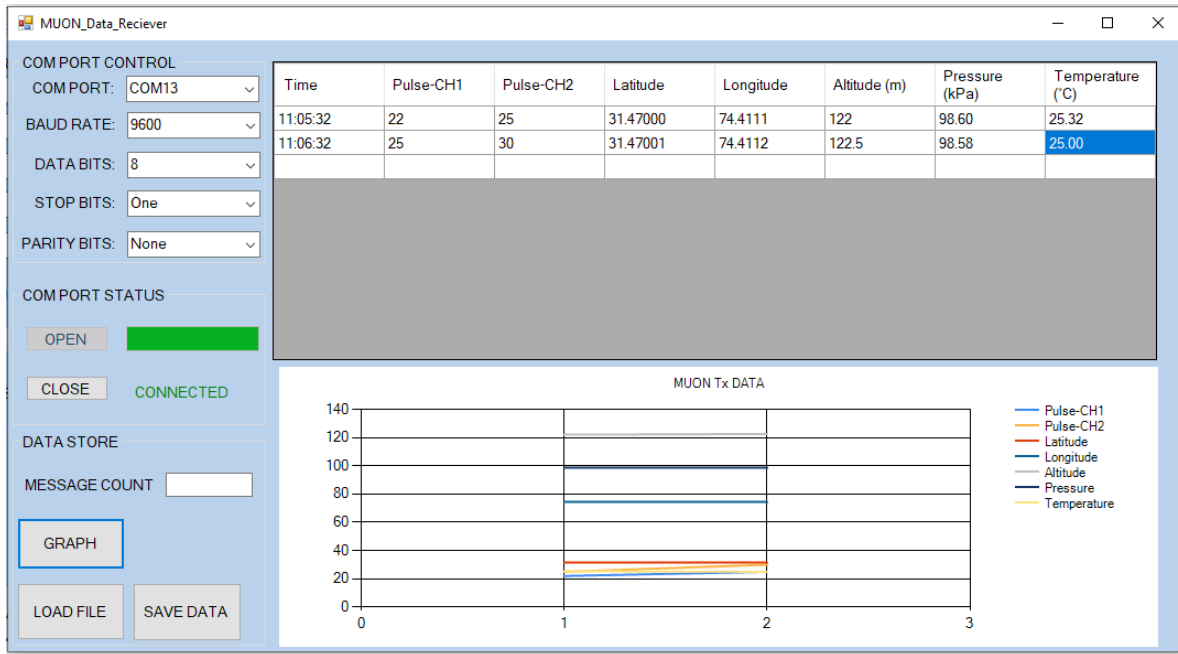 MUON_Data_Reciever
COM PORT CONTROL
COM PORT: COM13
BAUD RATE: 9600
DATA BITS: 8
STOP BITS: One
PARITY BITS: None
COM PORT STATUS
OPEN
CLOSE CONNECTED
DATA STORE
MESSAGE COUNT
GRAPH
LOAD FILE SAVE DATA
Time Pulse-CH1 Pulse-CH2 Latitude Longitude Altitude (m) Pressure (kPa) Temperature (°C)
11:05:32 22 25 31.47000 74.4111 122 98.60 25.32
11:06:32 25 30 31.47001 74.4112 122.5 98.58 25.00
MUON Tx DATA
140
120
100
80
60
40
20
0
0 1 2 3
Pulse-CH1
Pulse-CH2
Latitude
Longitude
Altitude
Pressure
Temperature